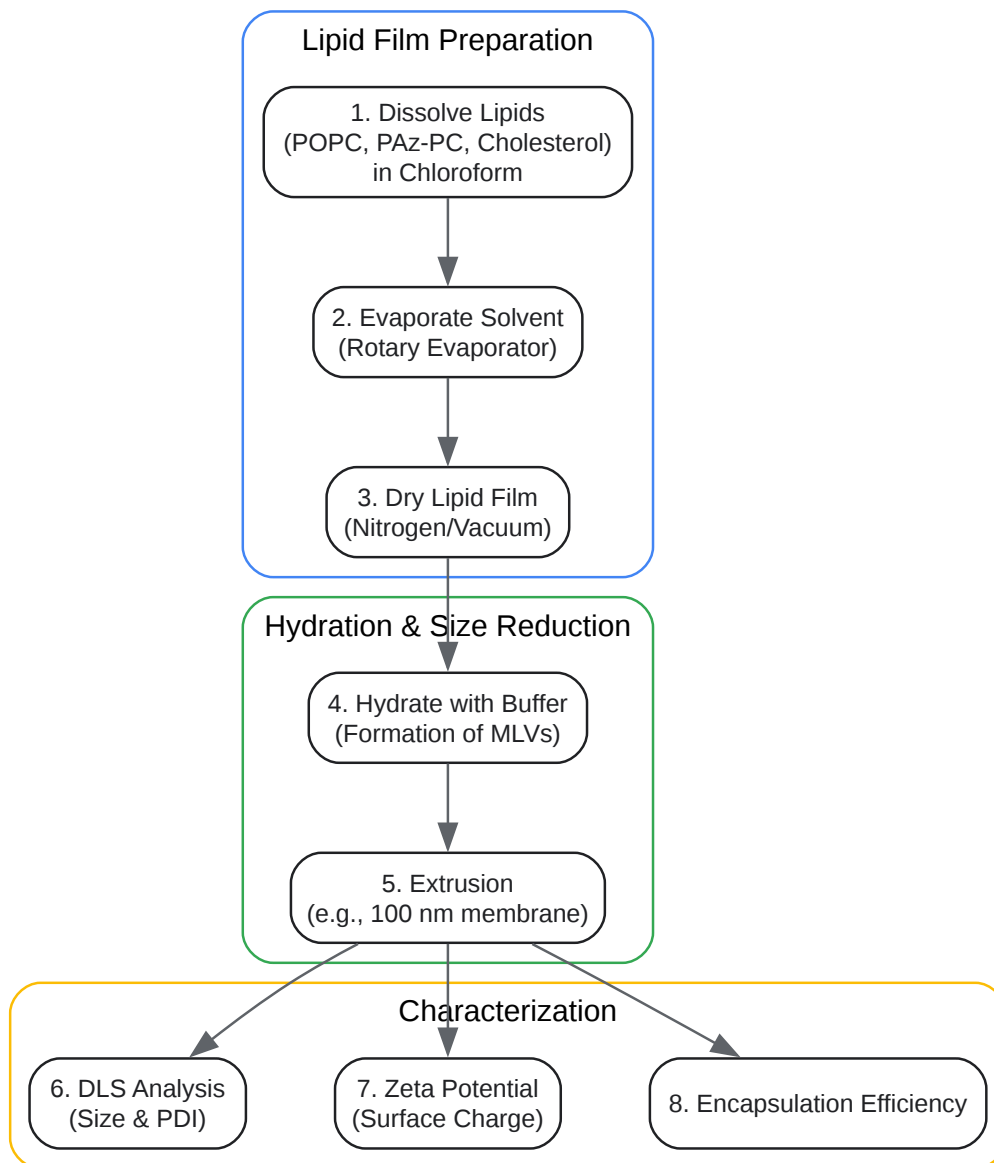 Lipid Film Preparation
1. Dissolve Lipids
(POPC, PAz-PC, Cholesterol)
in Chloroform
2. Evaporate Solvent
(Rotary Evaporator)
3. Dry Lipid Film
(Nitrogen/Vacuum)
Hydration & Size Reduction
4. Hydrate with Buffer
(Formation of MLVs)
5. Extrusion
(e.g., 100 nm membrane)
Characterization
6. DLS Analysis
(Size & PDI)
7. Zeta Potential
(Surface Charge)
8. Encapsulation Efficiency